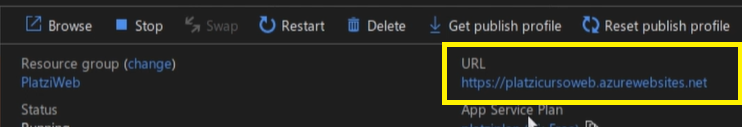 Browse Stop Swap Restart Delete Get publish profile Reset publish profile
Resource group (change)
PlatziWeb
URL
https://platzicursoweb.azurewebsites.net
Status
Running
App Service Plan